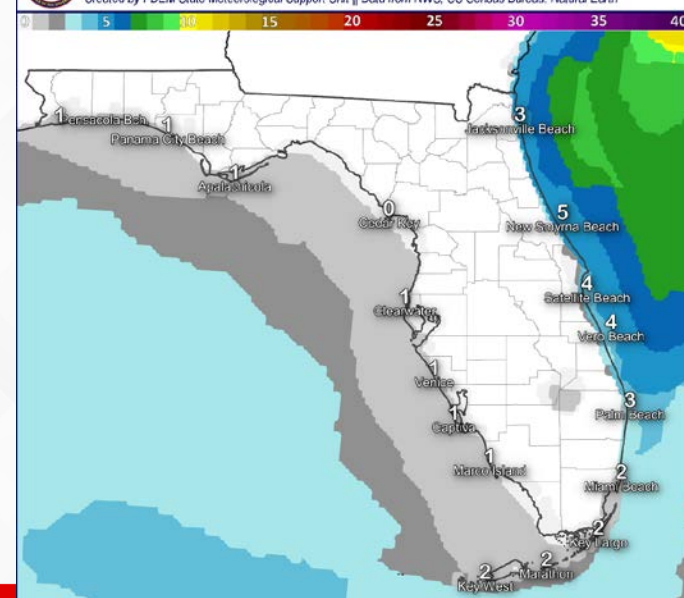 Created by FDEM State Meteorological Support Unit || Data from NWS, US Census Bureau, Natural Earth
0 5 10 15 20 25 30 35 40
1
Pensacola Bch
1
Panama City Beach
1
Apalachicola
3
Jacksonville Beach
0
Cedar Key
5
New Smyrna Beach
4
Satellite Beach
1
Clearwater
4
Vero Beach
1
Venice
3
Palm Beach
1
Captiva
1
Marco Island
2
Miami Beach
2
Key Largo
3
2
Marathon
2
Key West